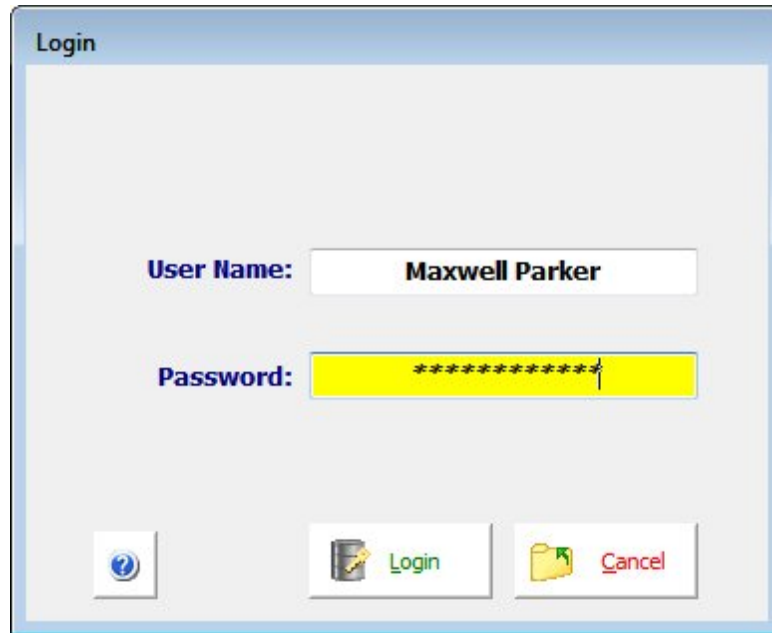 Login
User Name: Maxwell Parker
Password: ************
? Login Cancel